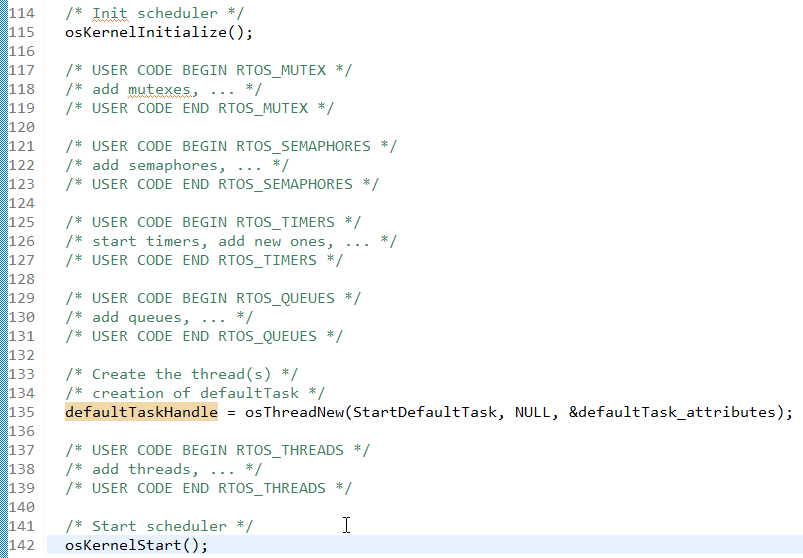 114 /* Init scheduler */
115 osKernelInitialize();
116
117 /* USER CODE BEGIN RTOS_MUTEX */
118 /* add mutexes, ... */
119 /* USER CODE END RTOS_MUTEX */
120
121 /* USER CODE BEGIN RTOS_SEMAPHORES */
122 /* add semaphores, ... */
123 /* USER CODE END RTOS_SEMAPHORES */
124
125 /* USER CODE BEGIN RTOS_TIMERS */
126 /* start timers, add new ones, ... */
127 /* USER CODE END RTOS_TIMERS */
128
129 /* USER CODE BEGIN RTOS_QUEUES */
130 /* add queues, ... */
131 /* USER CODE END RTOS_QUEUES */
132
133 /* Create the thread(s) */
134 /* creation of defaultTask */
135 defaultTaskHandle = osThreadNew(StartDefaultTask, NULL, &defaultTask_attributes);
136
137 /* USER CODE BEGIN RTOS_THREADS */
138 /* add threads, ... */
139 /* USER CODE END RTOS_THREADS */
140
141 /* Start scheduler */
142 osKernelStart();